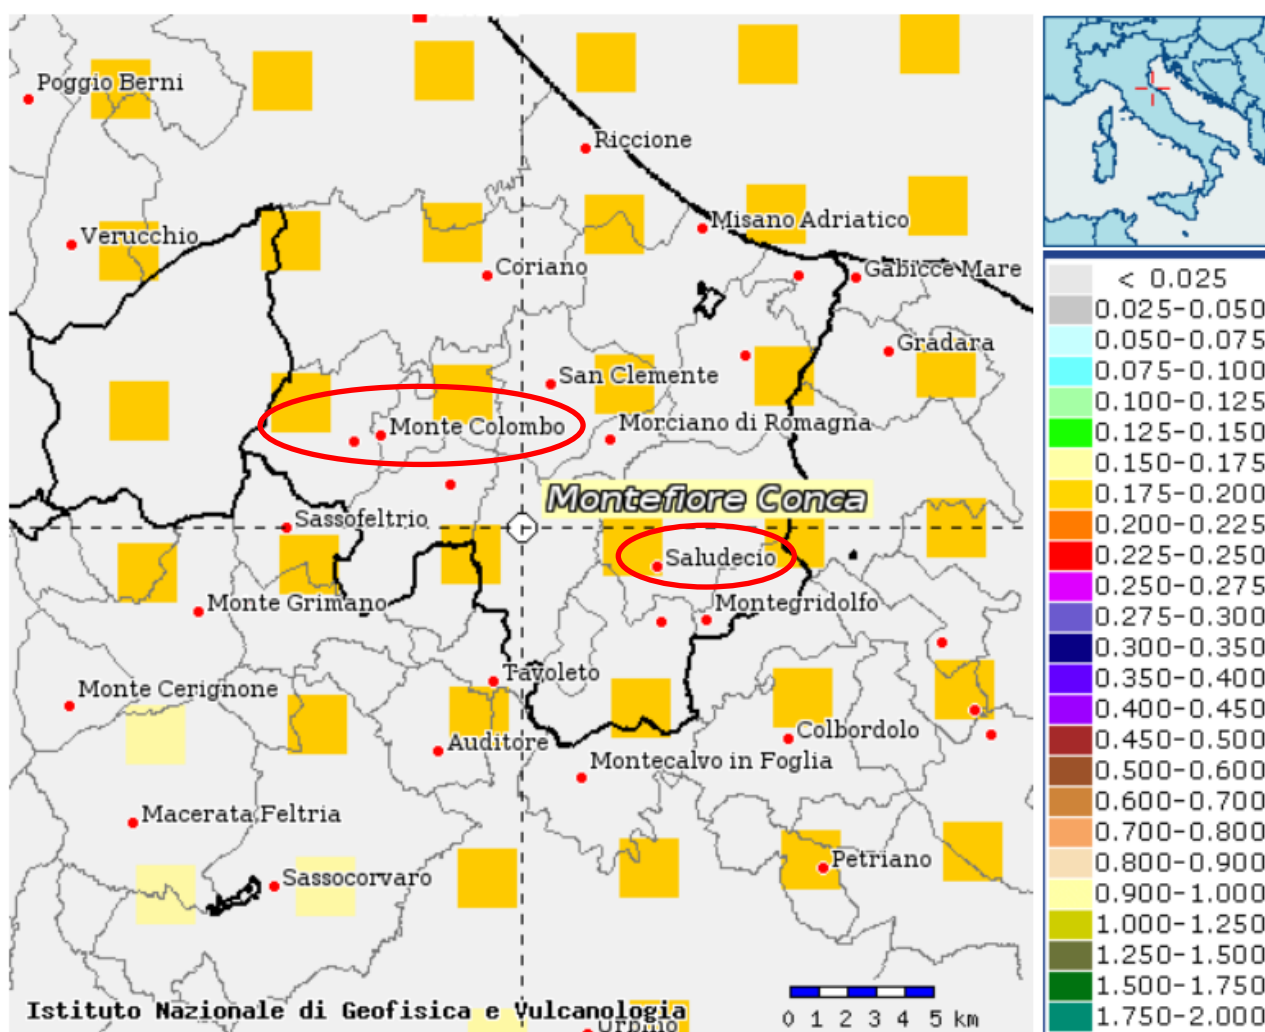 Poggio Berni
Riccione
Misano Adriatico
Verucchio
Coriano
Gabicce Mare
Gradara
San Clemente
Monte Colombo
Morciano di Romagna
Montefiore Conca
Sassofeltrio
Saludecio
Monte Grimano
Montegridolfo
Tavoleto
Monte Cerignone
Auditore
Colbordolo
Montecalvo in Foglia
Macerata Feltria
Petriano
Sassocorvaro
Istituto Nazionale di Geofisica e Vulcanologia
Urbino
0 1 2 3 4 5 km
< 0.025
0.025-0.050
0.050-0.075
0.075-0.100
0.100-0.125
0.125-0.150
0.150-0.175
0.175-0.200
0.200-0.225
0.225-0.250
0.250-0.275
0.275-0.300
0.300-0.350
0.350-0.400
0.400-0.450
0.450-0.500
0.500-0.600
0.600-0.700
0.700-0.800
0.800-0.900
0.900-1.000
1.000-1.250
1.250-1.500
1.500-1.750
1.750-2.000